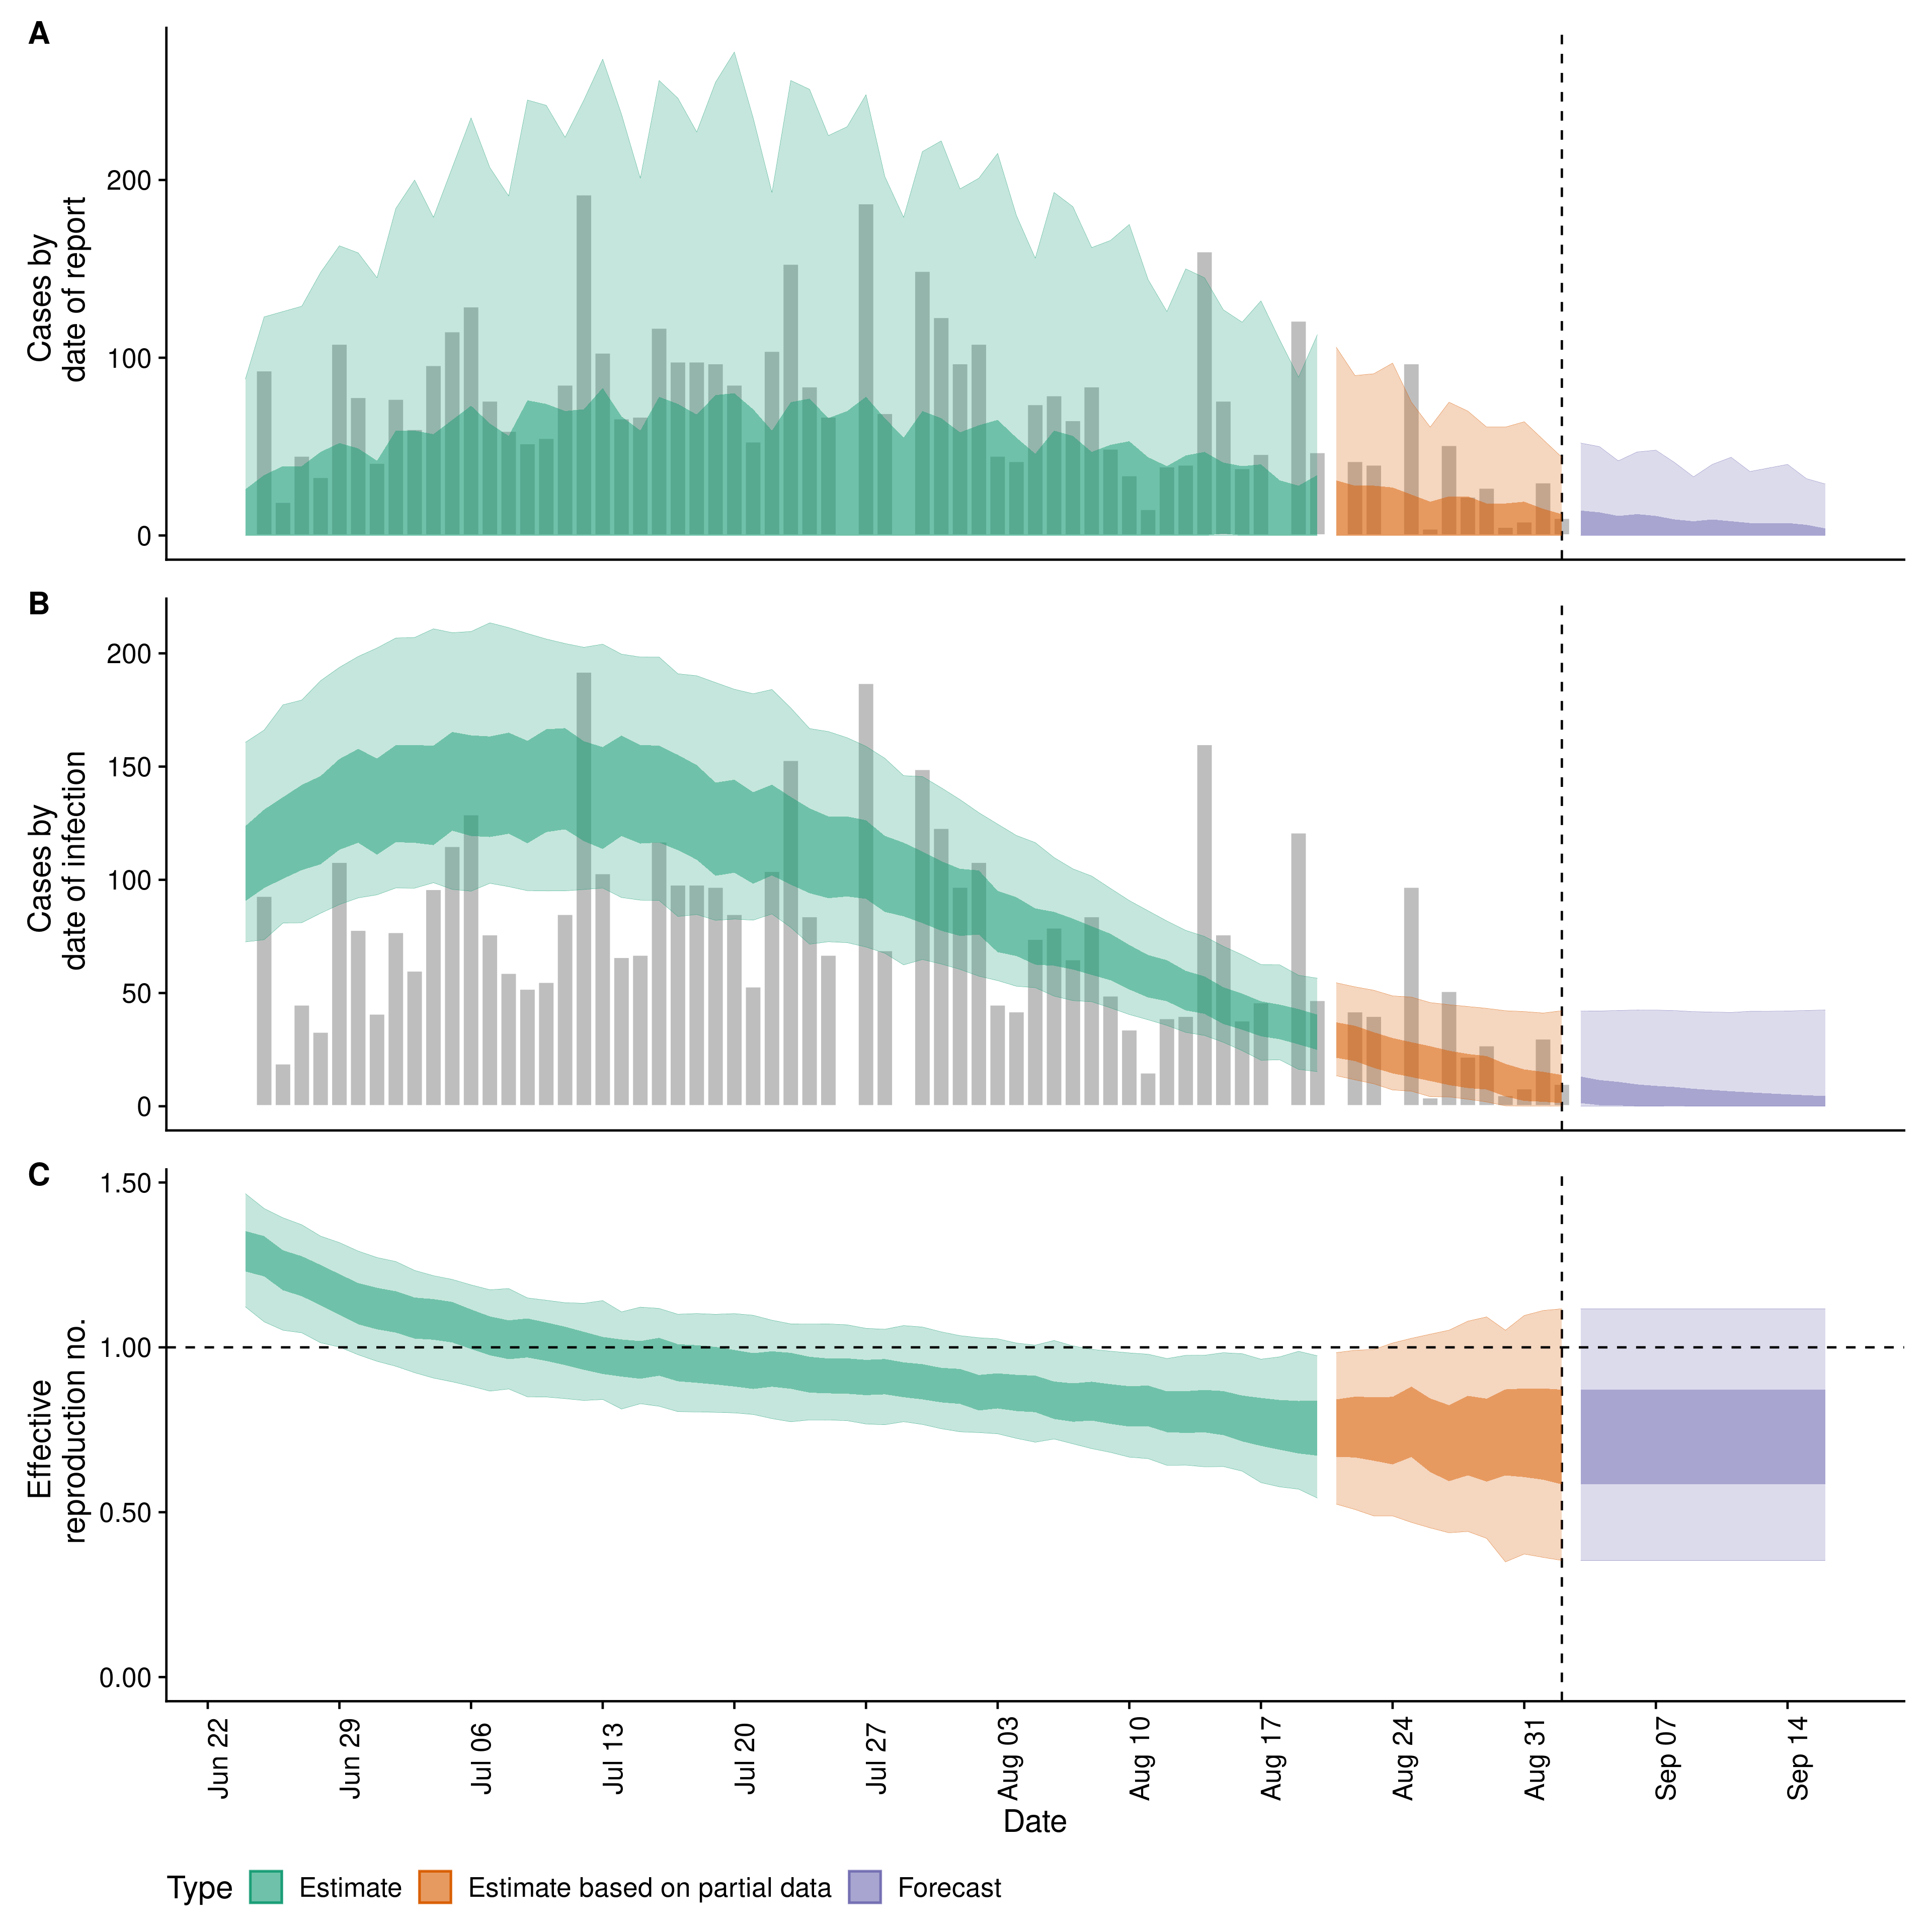 A
Cases by
date of report
200
100
0
B
Cases by
date of infection
200
150
100
50
0
C
Effective
reproduction no.
1.50
1.00
0.50
0.00
Jun 22
Jun 29
Jul 06
Jul 13
Jul 20
Jul 27
Aug 03
Aug 10
Aug 17
Aug 24
Aug 31
Sep 07
Sep 14
Date
Type Estimate Estimate based on partial data Forecast